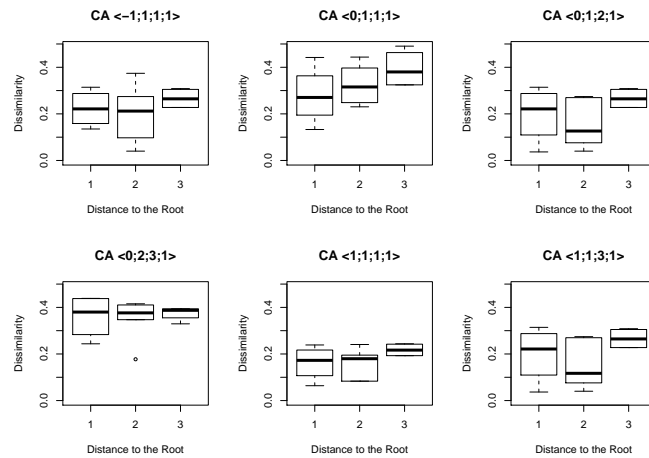 CA <-1;1;1;1>
Dissimilarity
0.4
0.2
0.0
1 2 3
Distance to the Root
CA <0;1;1;1>
Dissimilarity
0.4
0.2
0.0
1 2 3
Distance to the Root
CA <0;1;2;1>
Dissimilarity
0.4
0.2
0.0
1 2 3
Distance to the Root
CA <0;2;3;1>
Dissimilarity
0.4
0.2
0.0
1 2 3
Distance to the Root
CA <1;1;1;1>
Dissimilarity
0.4
0.2
0.0
1 2 3
Distance to the Root
CA <1;1;3;1>
Dissimilarity
0.4
0.2
0.0
1 2 3
Distance to the Root